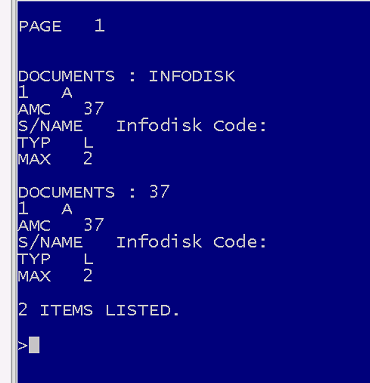 PAGE   1
DOCUMENTS : INFODISK
1   A
AMC   37
S/NAME   Infodisk Code:
TYP   L
MAX   2
DOCUMENTS : 37
1   A
AMC   37
S/NAME   Infodisk Code:
TYP   L
MAX   2
2 ITEMS LISTED.
>